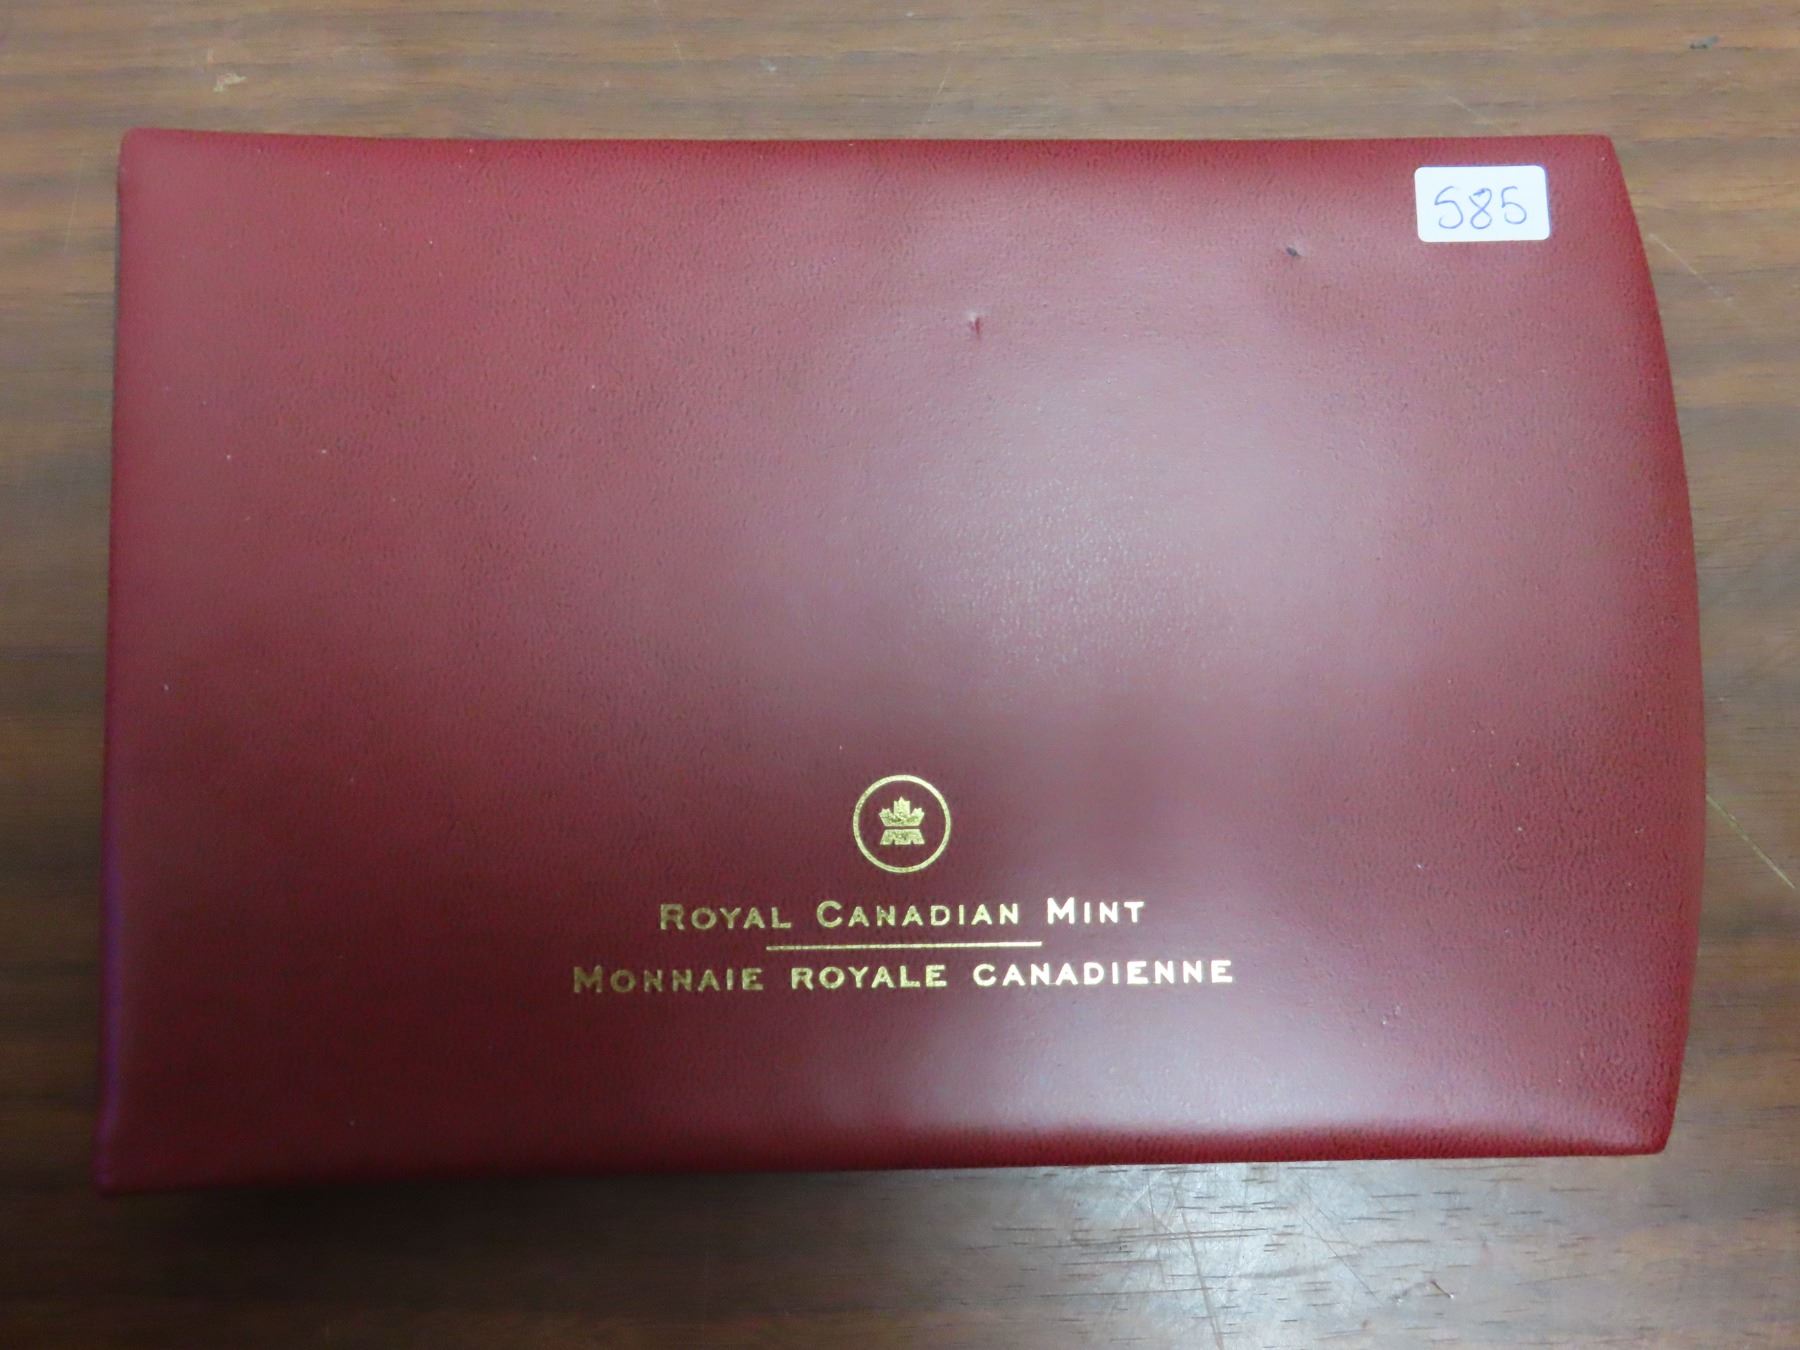 585
Royal Canadian Mint
Monnaie royale canadienne